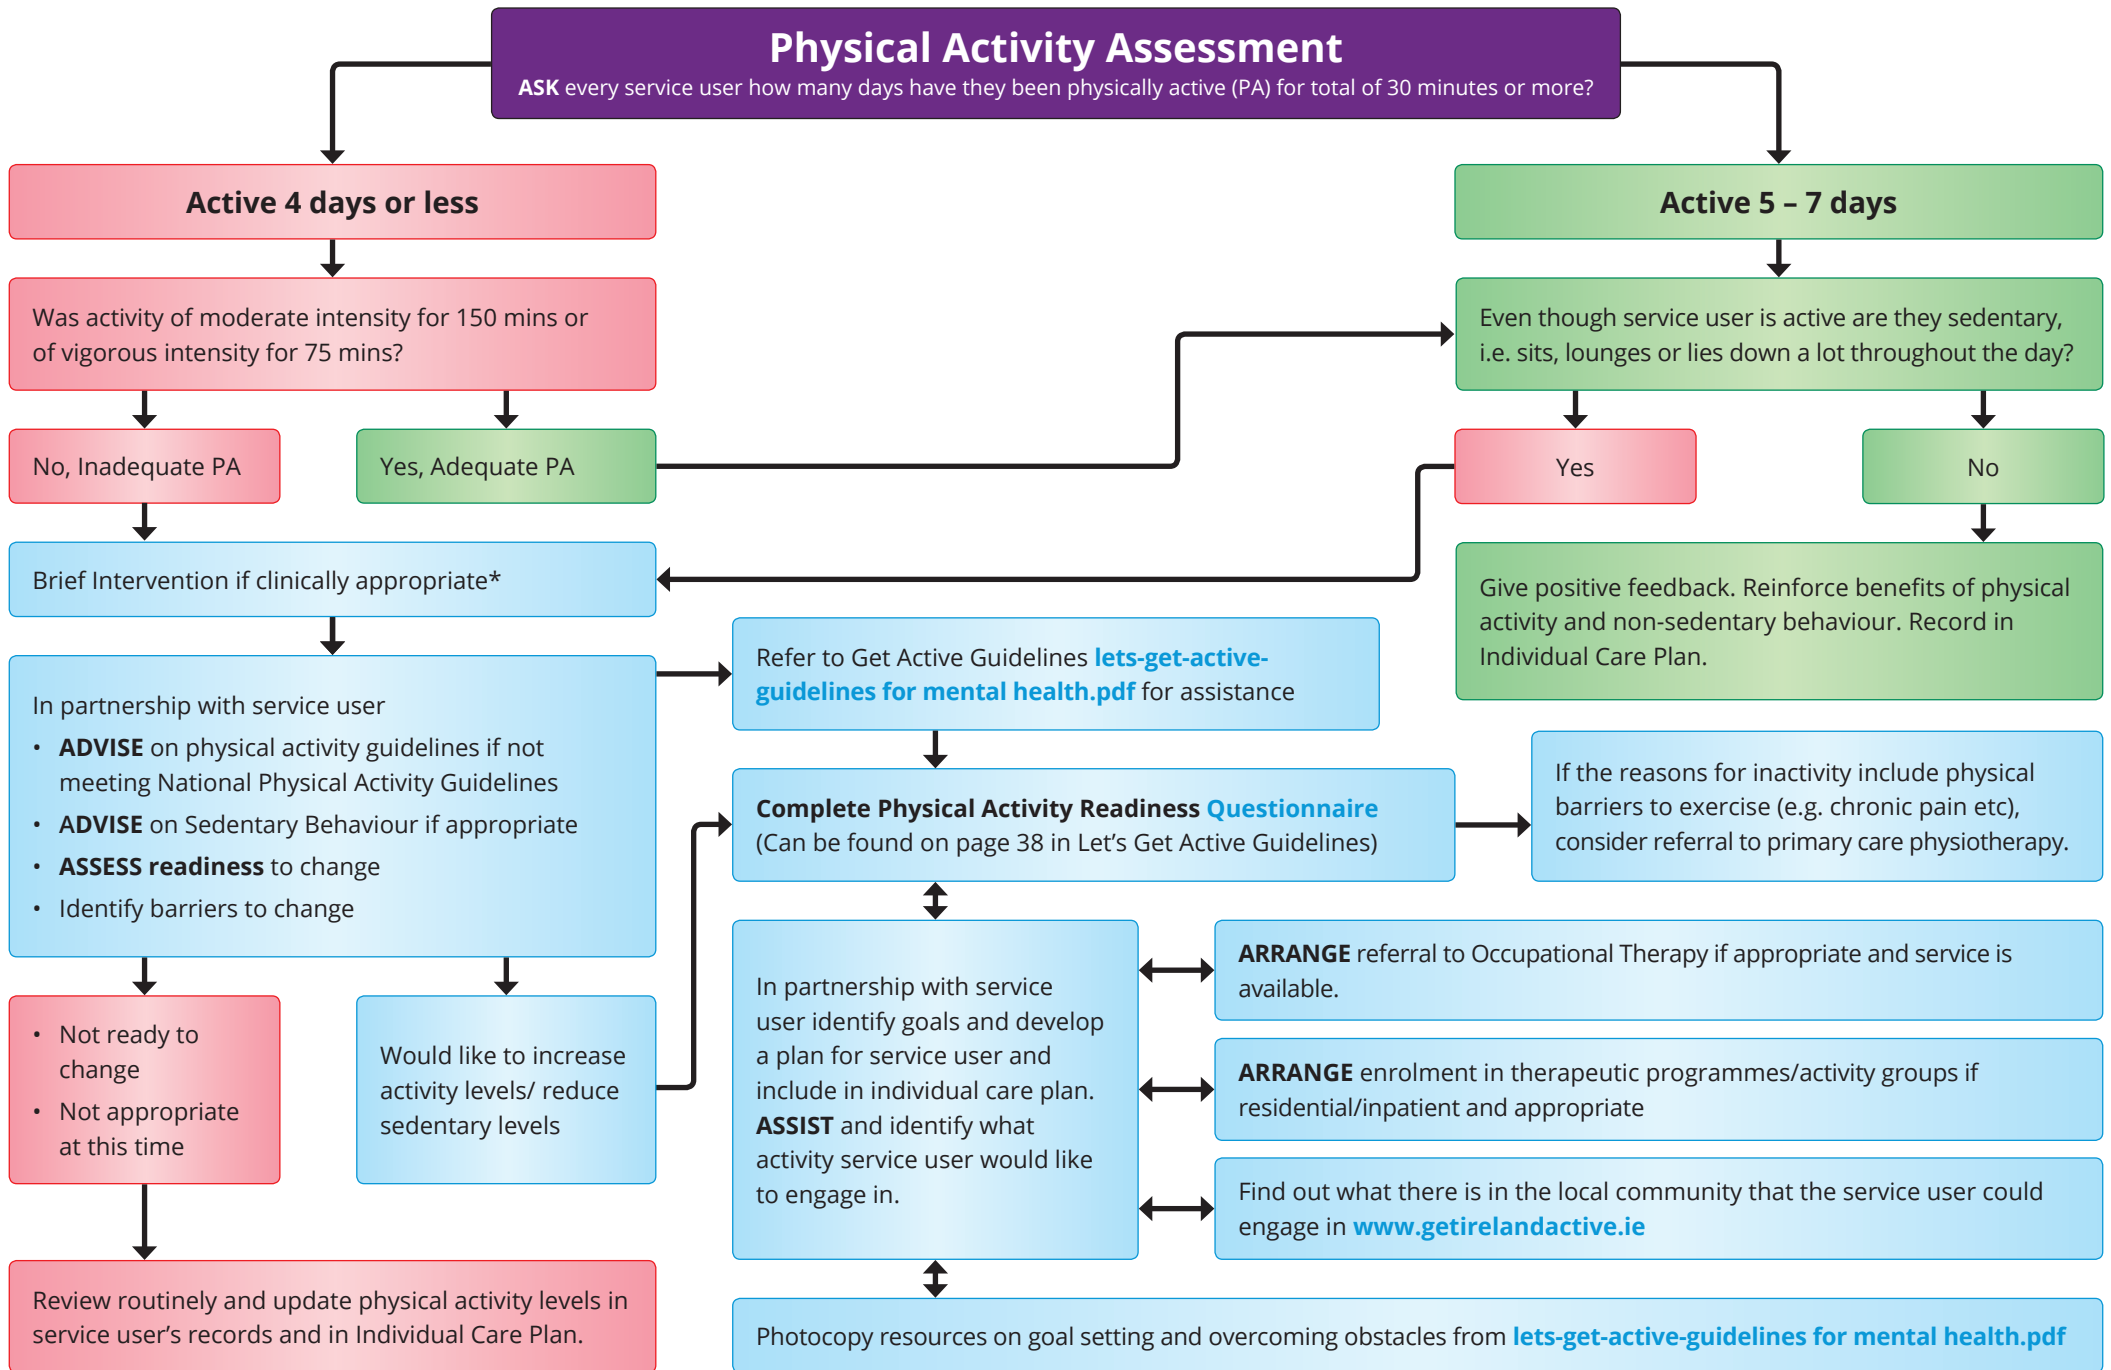 Physical Activity Assessment
ASK every service user how many days have they been physically active (PA) for total of 30 minutes or more?
Active 4 days or less
Active 5 – 7 days
Was activity of moderate intensity for 150 mins or
of vigorous intensity for 75 mins?
Even though service user is active are they sedentary,
i.e. sits, lounges or lies down a lot throughout the day?
No, Inadequate PA
Yes, Adequate PA
Yes
No
Brief Intervention if clinically appropriate*
Give positive feedback. Reinforce benefits of physical
activity and non-sedentary behaviour. Record in
Individual Care Plan.
In partnership with service user
• ADVISE on physical activity guidelines if not
meeting National Physical Activity Guidelines
• ADVISE on Sedentary Behaviour if appropriate
• ASSESS readiness to change
• Identify barriers to change
Refer to Get Active Guidelines lets-get-active-
guidelines for mental health.pdf for assistance
Complete Physical Activity Readiness Questionnaire
(Can be found on page 38 in Let's Get Active Guidelines)
If the reasons for inactivity include physical
barriers to exercise (e.g. chronic pain etc),
consider referral to primary care physiotherapy.
• Not ready to
change
• Not appropriate
at this time
Would like to increase
activity levels/ reduce
sedentary levels
In partnership with service
user identify goals and develop
a plan for service user and
include in individual care plan.
ASSIST and identify what
activity service user would like
to engage in.
ARRANGE referral to Occupational Therapy if appropriate and service is
available.
ARRANGE enrolment in therapeutic programmes/activity groups if
residential/inpatient and appropriate
Find out what there is in the local community that the service user could
engage in www.getirelandactive.ie
Review routinely and update physical activity levels in
service user's records and in Individual Care Plan.
Photocopy resources on goal setting and overcoming obstacles from lets-get-active-guidelines for mental health.pdf